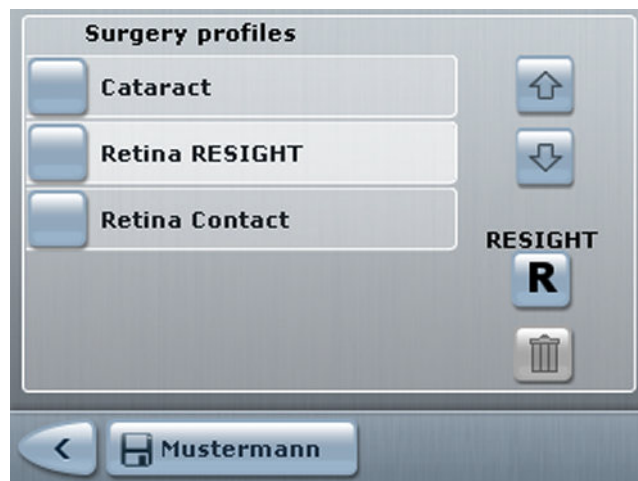 Surgery profiles
Cataract
Retina RESIGHT
Retina Contact
RESIGHT
R
Mustermann